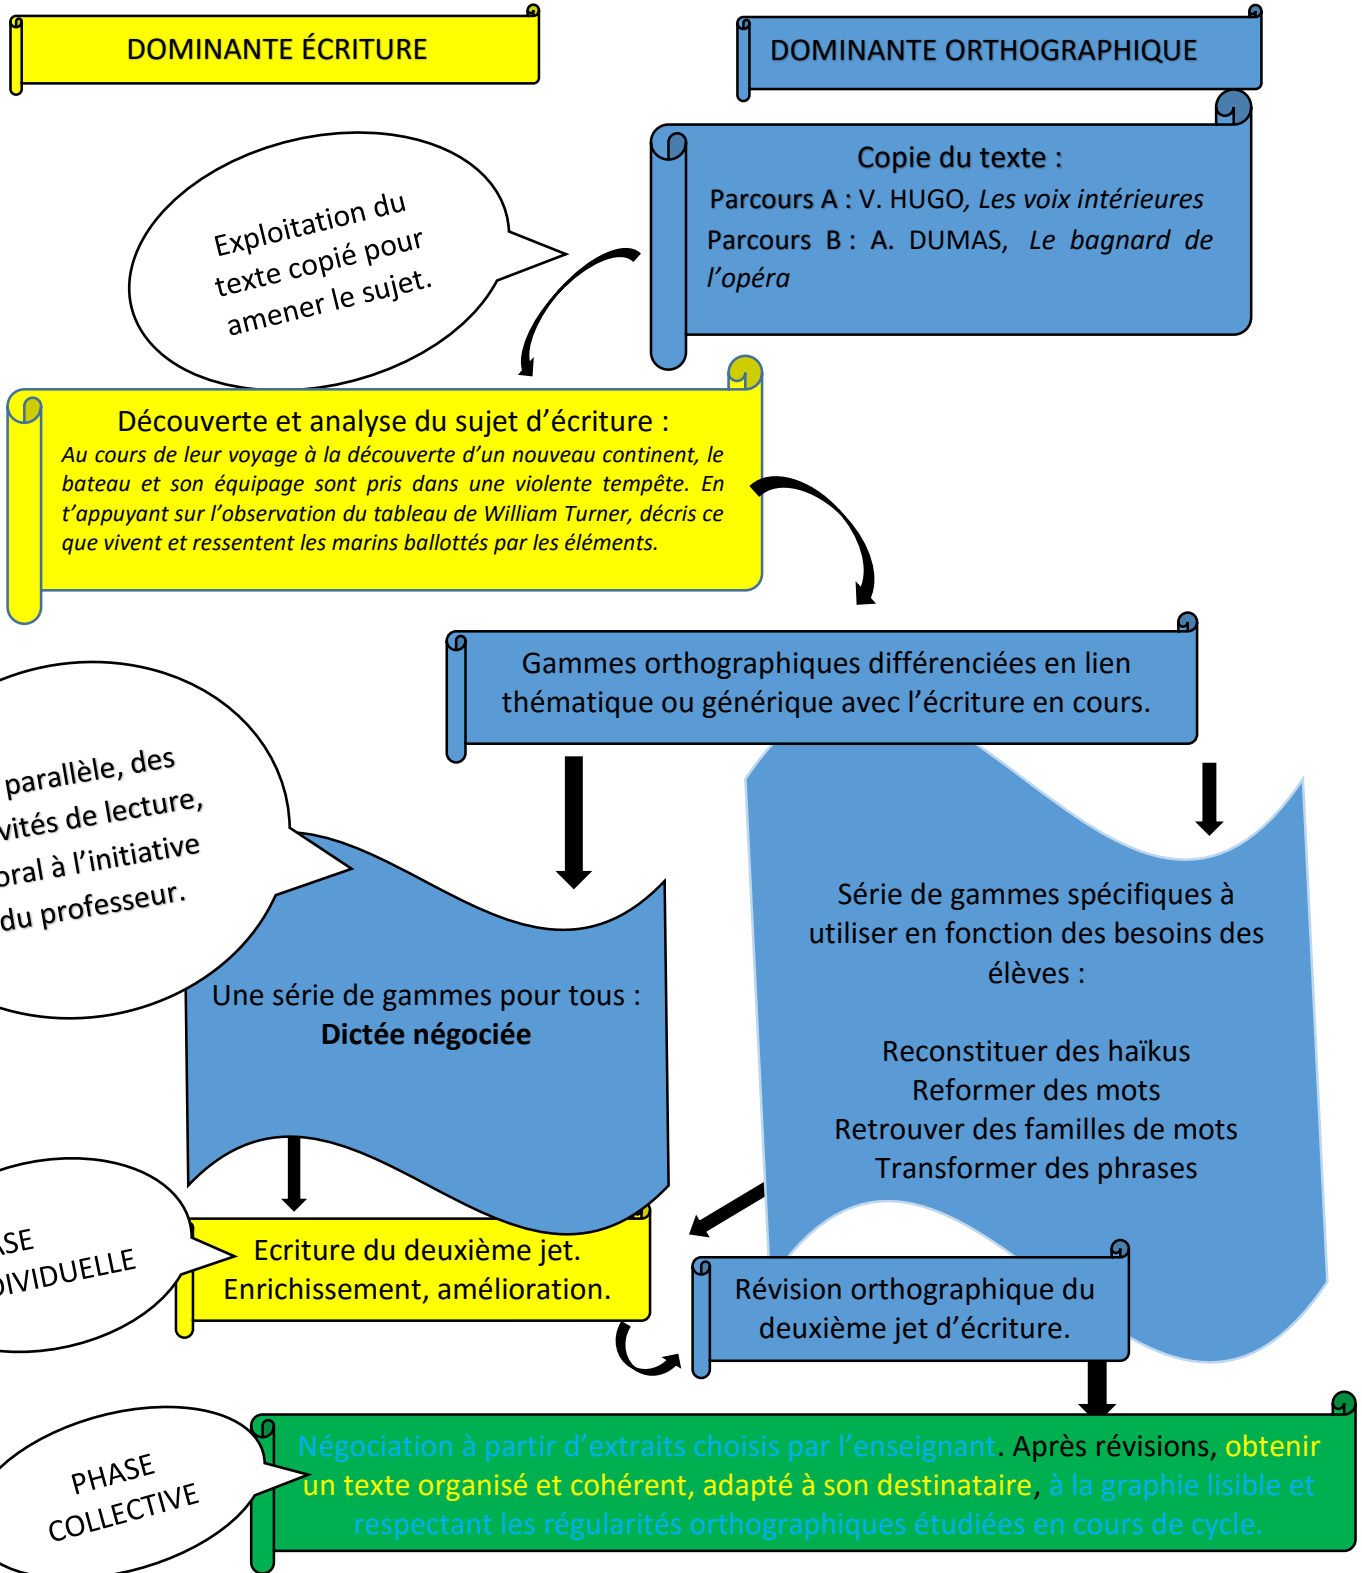 DOMINANTE ÉCRITURE
DOMINANTE ORTHOGRAPHIQUE
Copie du texte :
Parcours A : V. HUGO, Les voix intérieures
Parcours B : A. DUMAS, Le bagnard de
l’opéra
Exploitation du
texte copié pour
amener le sujet.
Découverte et analyse du sujet d’écriture :
Au cours de leur voyage à la découverte d’un nouveau continent, le
bateau et son équipage sont pris dans une violente tempête. En
t’appuyant sur l’observation du tableau de William Turner, décris ce
que vivent et ressentent les marins ballottés par les éléments.
Gammes orthographiques différenciées en lien
thématique ou générique avec l’écriture en cours.
parallèle, des
vités de lecture,
oral à l’initiative
du professeur.
Une série de gammes pour tous :
Dictée négociée
Série de gammes spécifiques à
utiliser en fonction des besoins des
élèves :
Reconstituer des haïkus
Reformer des mots
Retrouver des familles de mots
Transformer des phrases
ASE
DIVIDUELLE
Ecriture du deuxième jet.
Enrichissement, amélioration.
Révision orthographique du
deuxième jet d’écriture.
PHASE
COLLECTIVE
Négociation à partir d’extraits choisis par l’enseignant. Après révisions, obtenir
un texte organisé et cohérent, adapté à son destinataire, à la graphie lisible et
respectant les régularités orthographiques étudiées en cours de cycle.